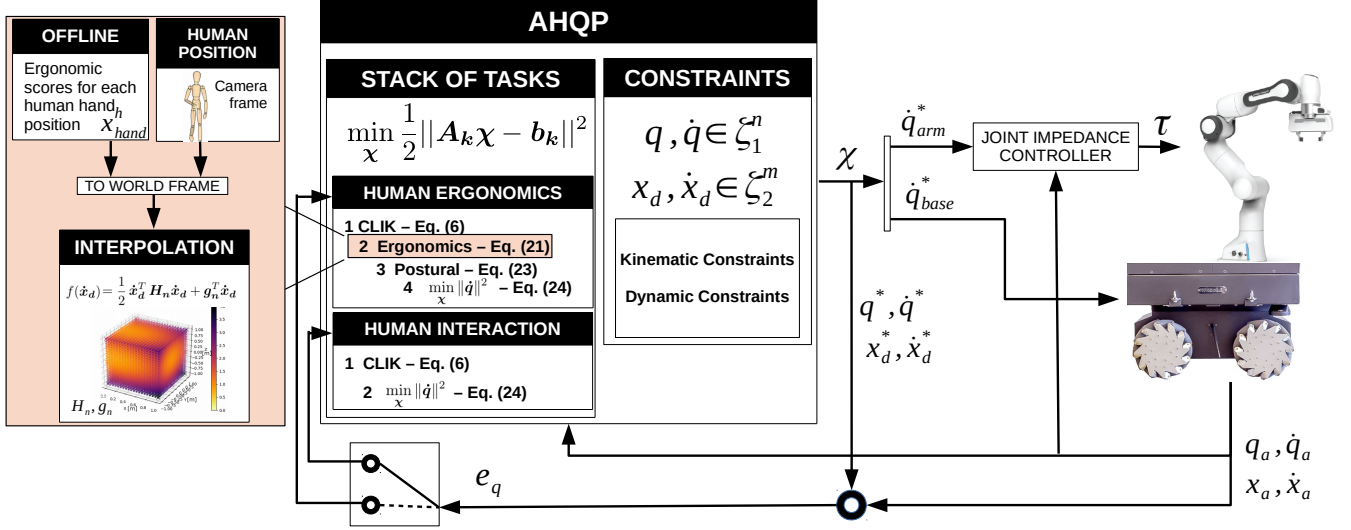 OFFLINE
Ergonomic
scores for each
human hand
position x^h_hand
HUMAN
POSITION
Camera
frame
TO WORLD FRAME
INTERPOLATION
f(ẋ_d) = 1/2 ẋ_d^T H_n ẋ_d + g_n^T ẋ_d
H_n, g_n
AHQP
STACK OF TASKS
min_χ 1/2 ||A_k χ − b_k||²
HUMAN ERGONOMICS
1 CLIK – Eq. (6)
2 Ergonomics – Eq. (21)
3 Postural – Eq. (23)
4 min_χ ‖q̇‖² – Eq. (24)
HUMAN INTERACTION
1 CLIK – Eq. (6)
2 min_χ ‖q̇‖² – Eq. (24)
CONSTRAINTS
q, q̇ ∈ ζ_1^n
x_d, ẋ_d ∈ ζ_2^m
Kinematic Constraints
Dynamic Constraints
χ
q̇*_arm
q̇*_base
JOINT IMPEDANCE
CONTROLLER
τ
q*, q̇*
x_d*, ẋ_d*
q_a, q̇_a
x_a, ẋ_a
e_q